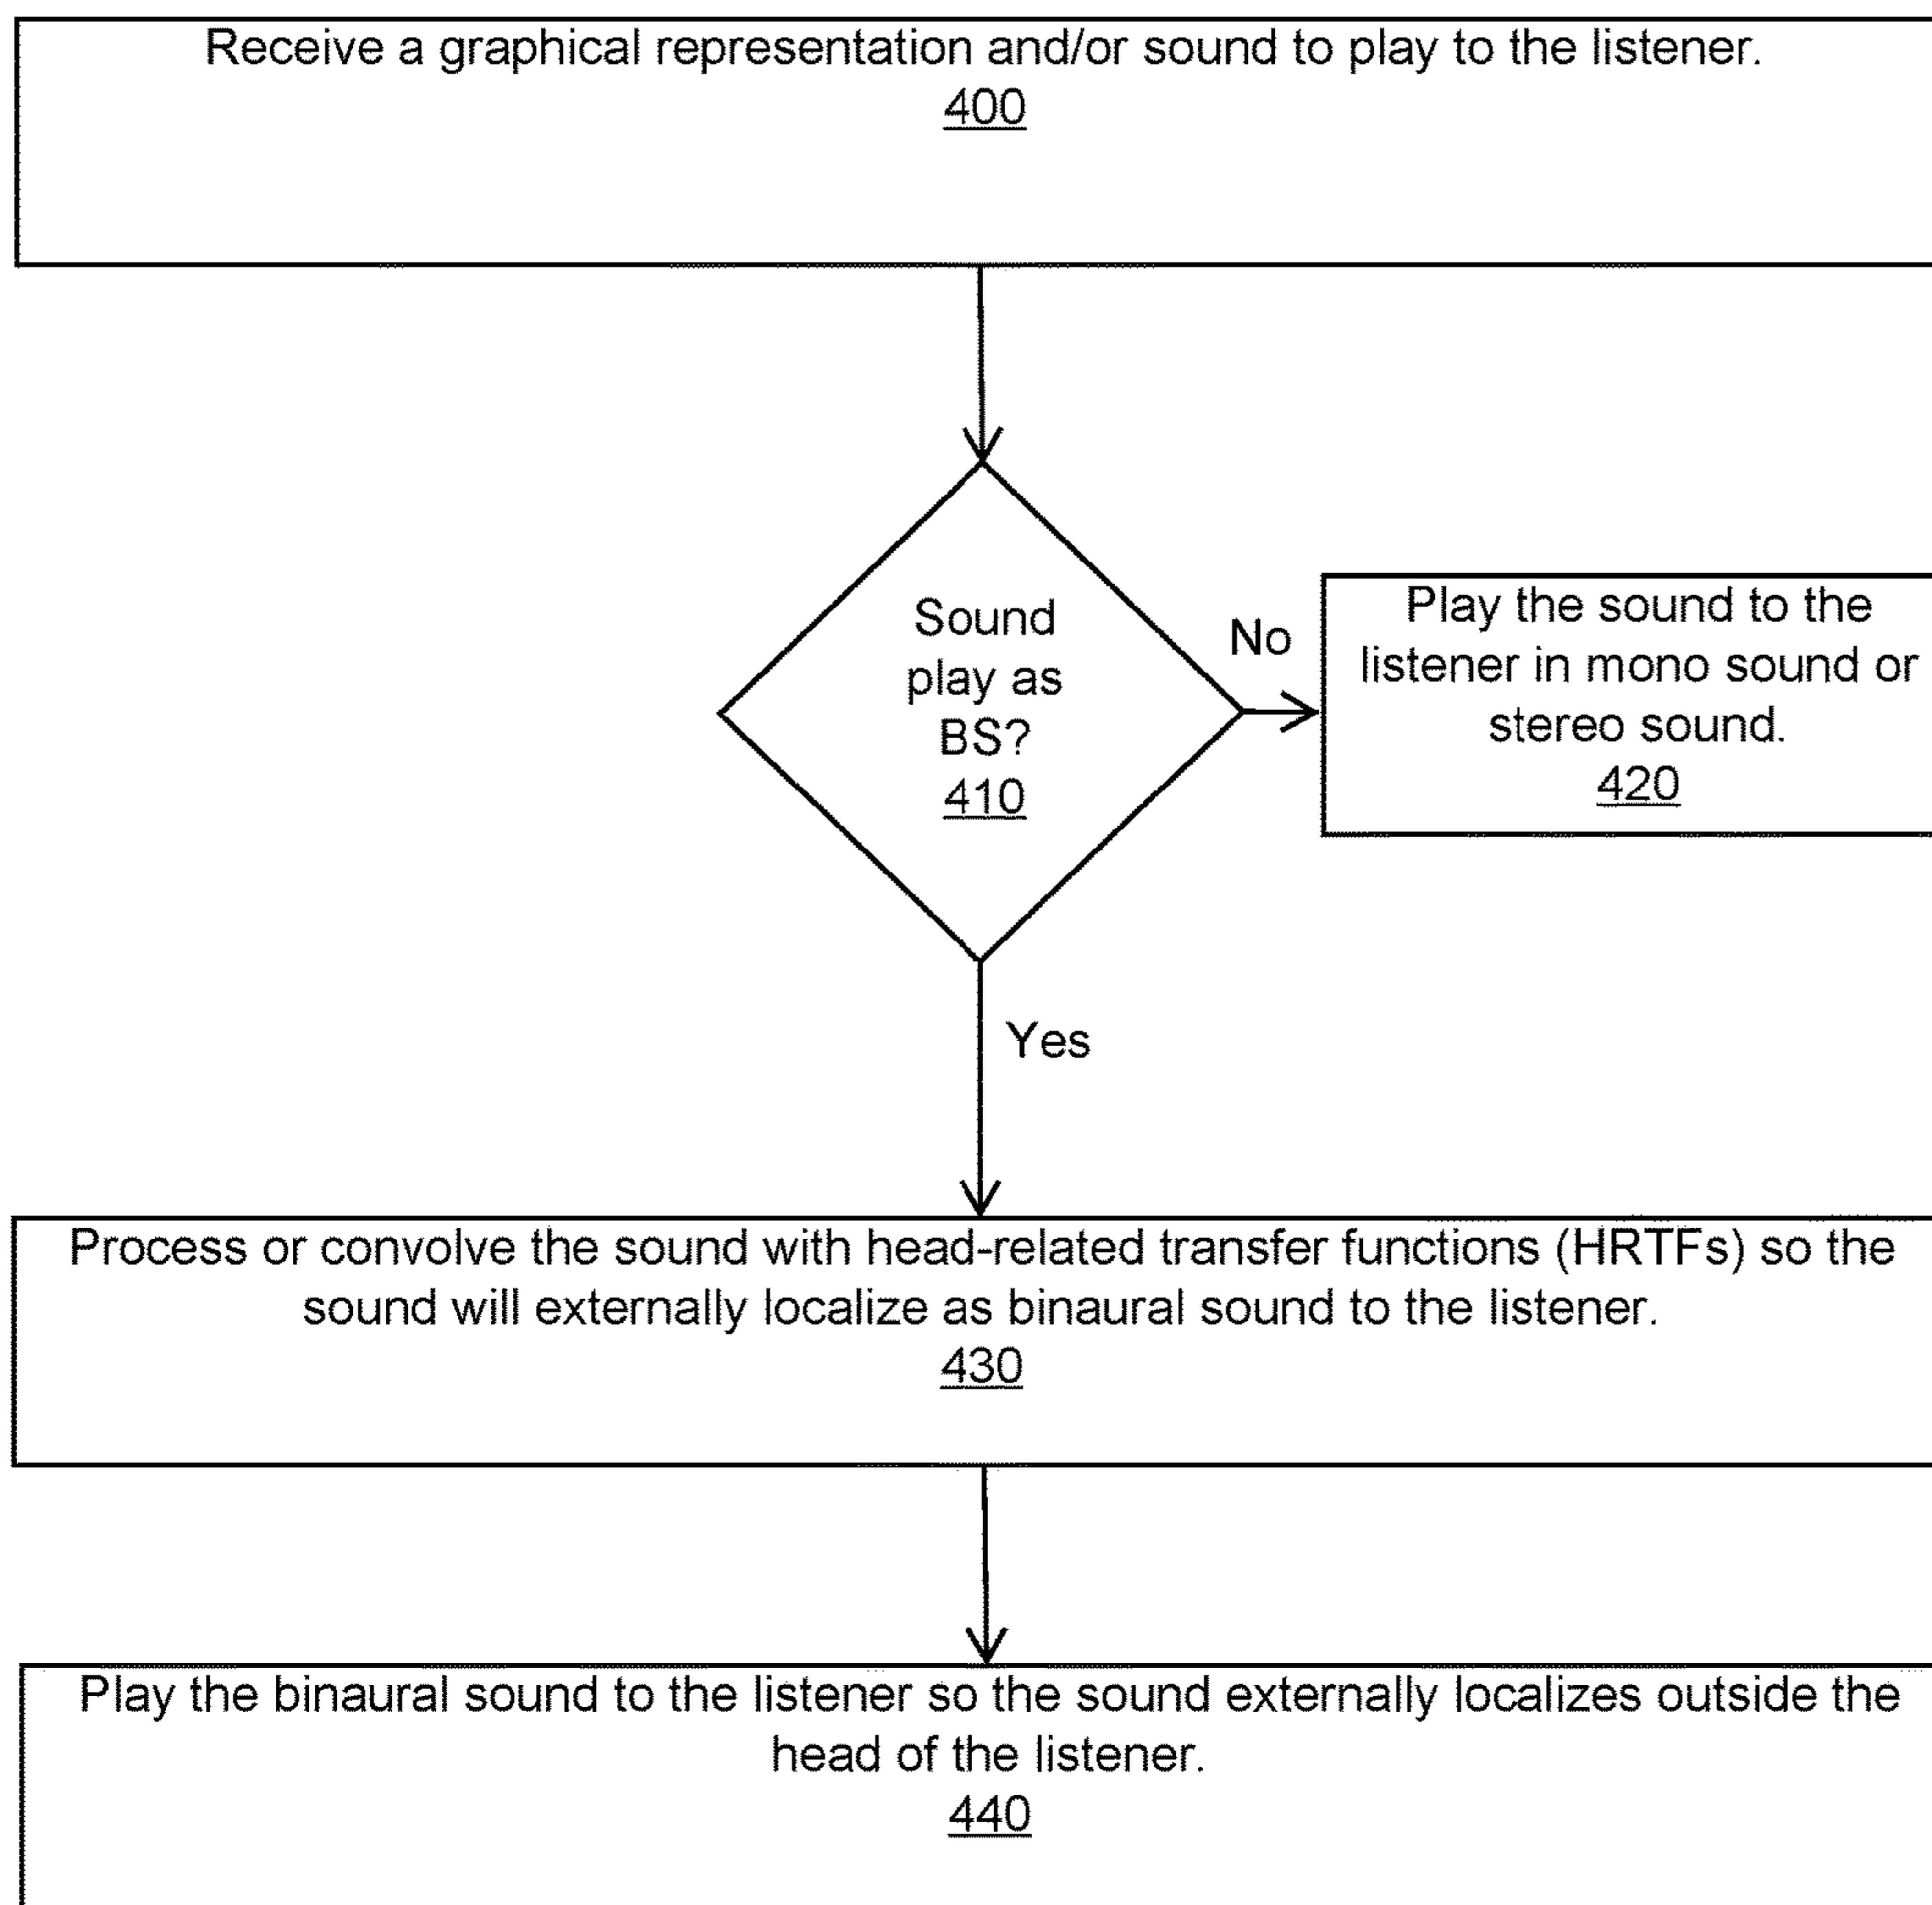 Receive a graphical representation and/or sound to play to the listener.
400
Sound
play as
BS?
410
No
Play the sound to the
listener in mono sound or
stereo sound.
420
Yes
Process or convolve the sound with head-related transfer functions (HRTFs) so the
sound will externally localize as binaural sound to the listener.
430
Play the binaural sound to the listener so the sound externally localizes outside the
head of the listener.
440